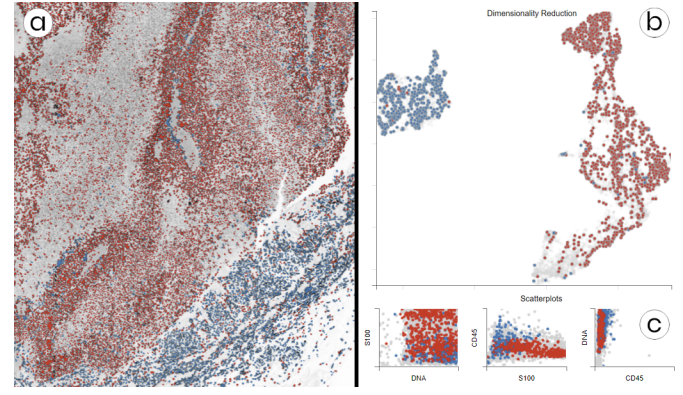 a
Dimensionality Reduction
b
Scatterplots
c
S100
DNA
CD45
S100
DNA
CD45